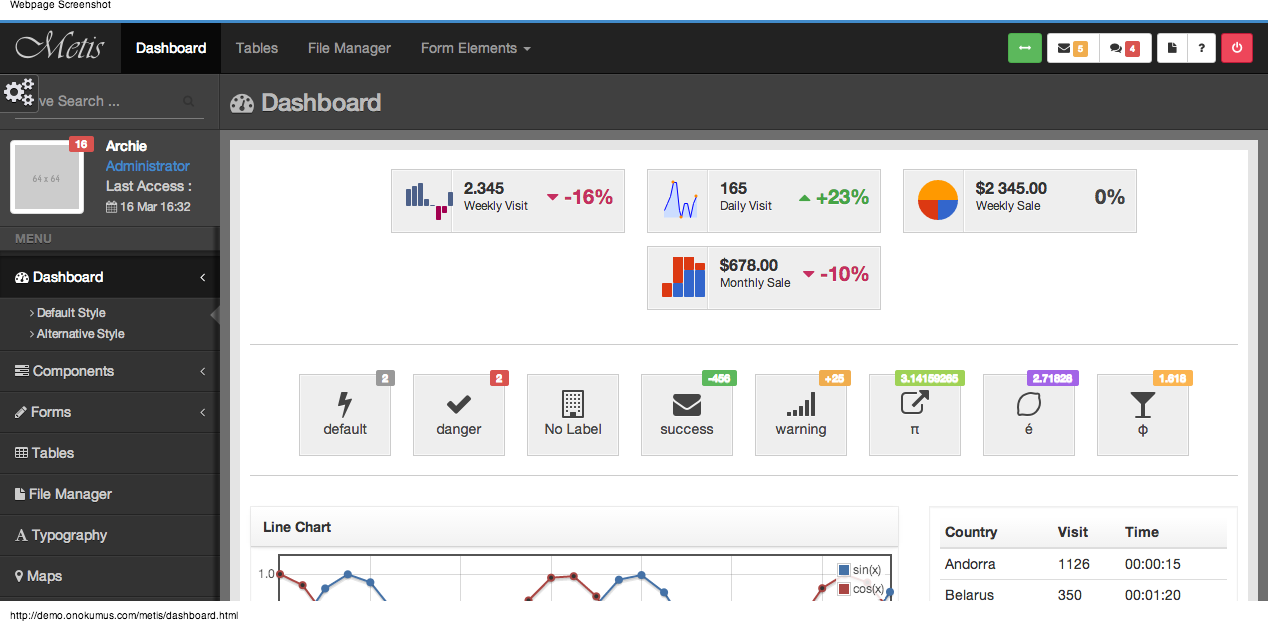 Webpage Screenshot
Metis
Dashboard Tables File Manager Form Elements 5 4 ?
ve Search ...
Dashboard
16
64 x 64
Archie
Administrator
Last Access :
16 Mar 16:32
MENU
Dashboard
Default Style
Alternative Style
Components
Forms
Tables
File Manager
Typography
Maps
2.345
Weekly Visit
-16%
165
Daily Visit
+23%
$2 345.00
Weekly Sale
0%
$678.00
Monthly Sale
-10%
2
default
2
danger
No Label
-456
success
+25
warning
3.14159265
π
2.71828
é
1.618
ϕ
Line Chart
1.0
sin(x)
cos(x)
Country Visit Time
Andorra 1126 00:00:15
Belarus 350 00:01:20
http://demo.onokumus.com/metis/dashboard.html